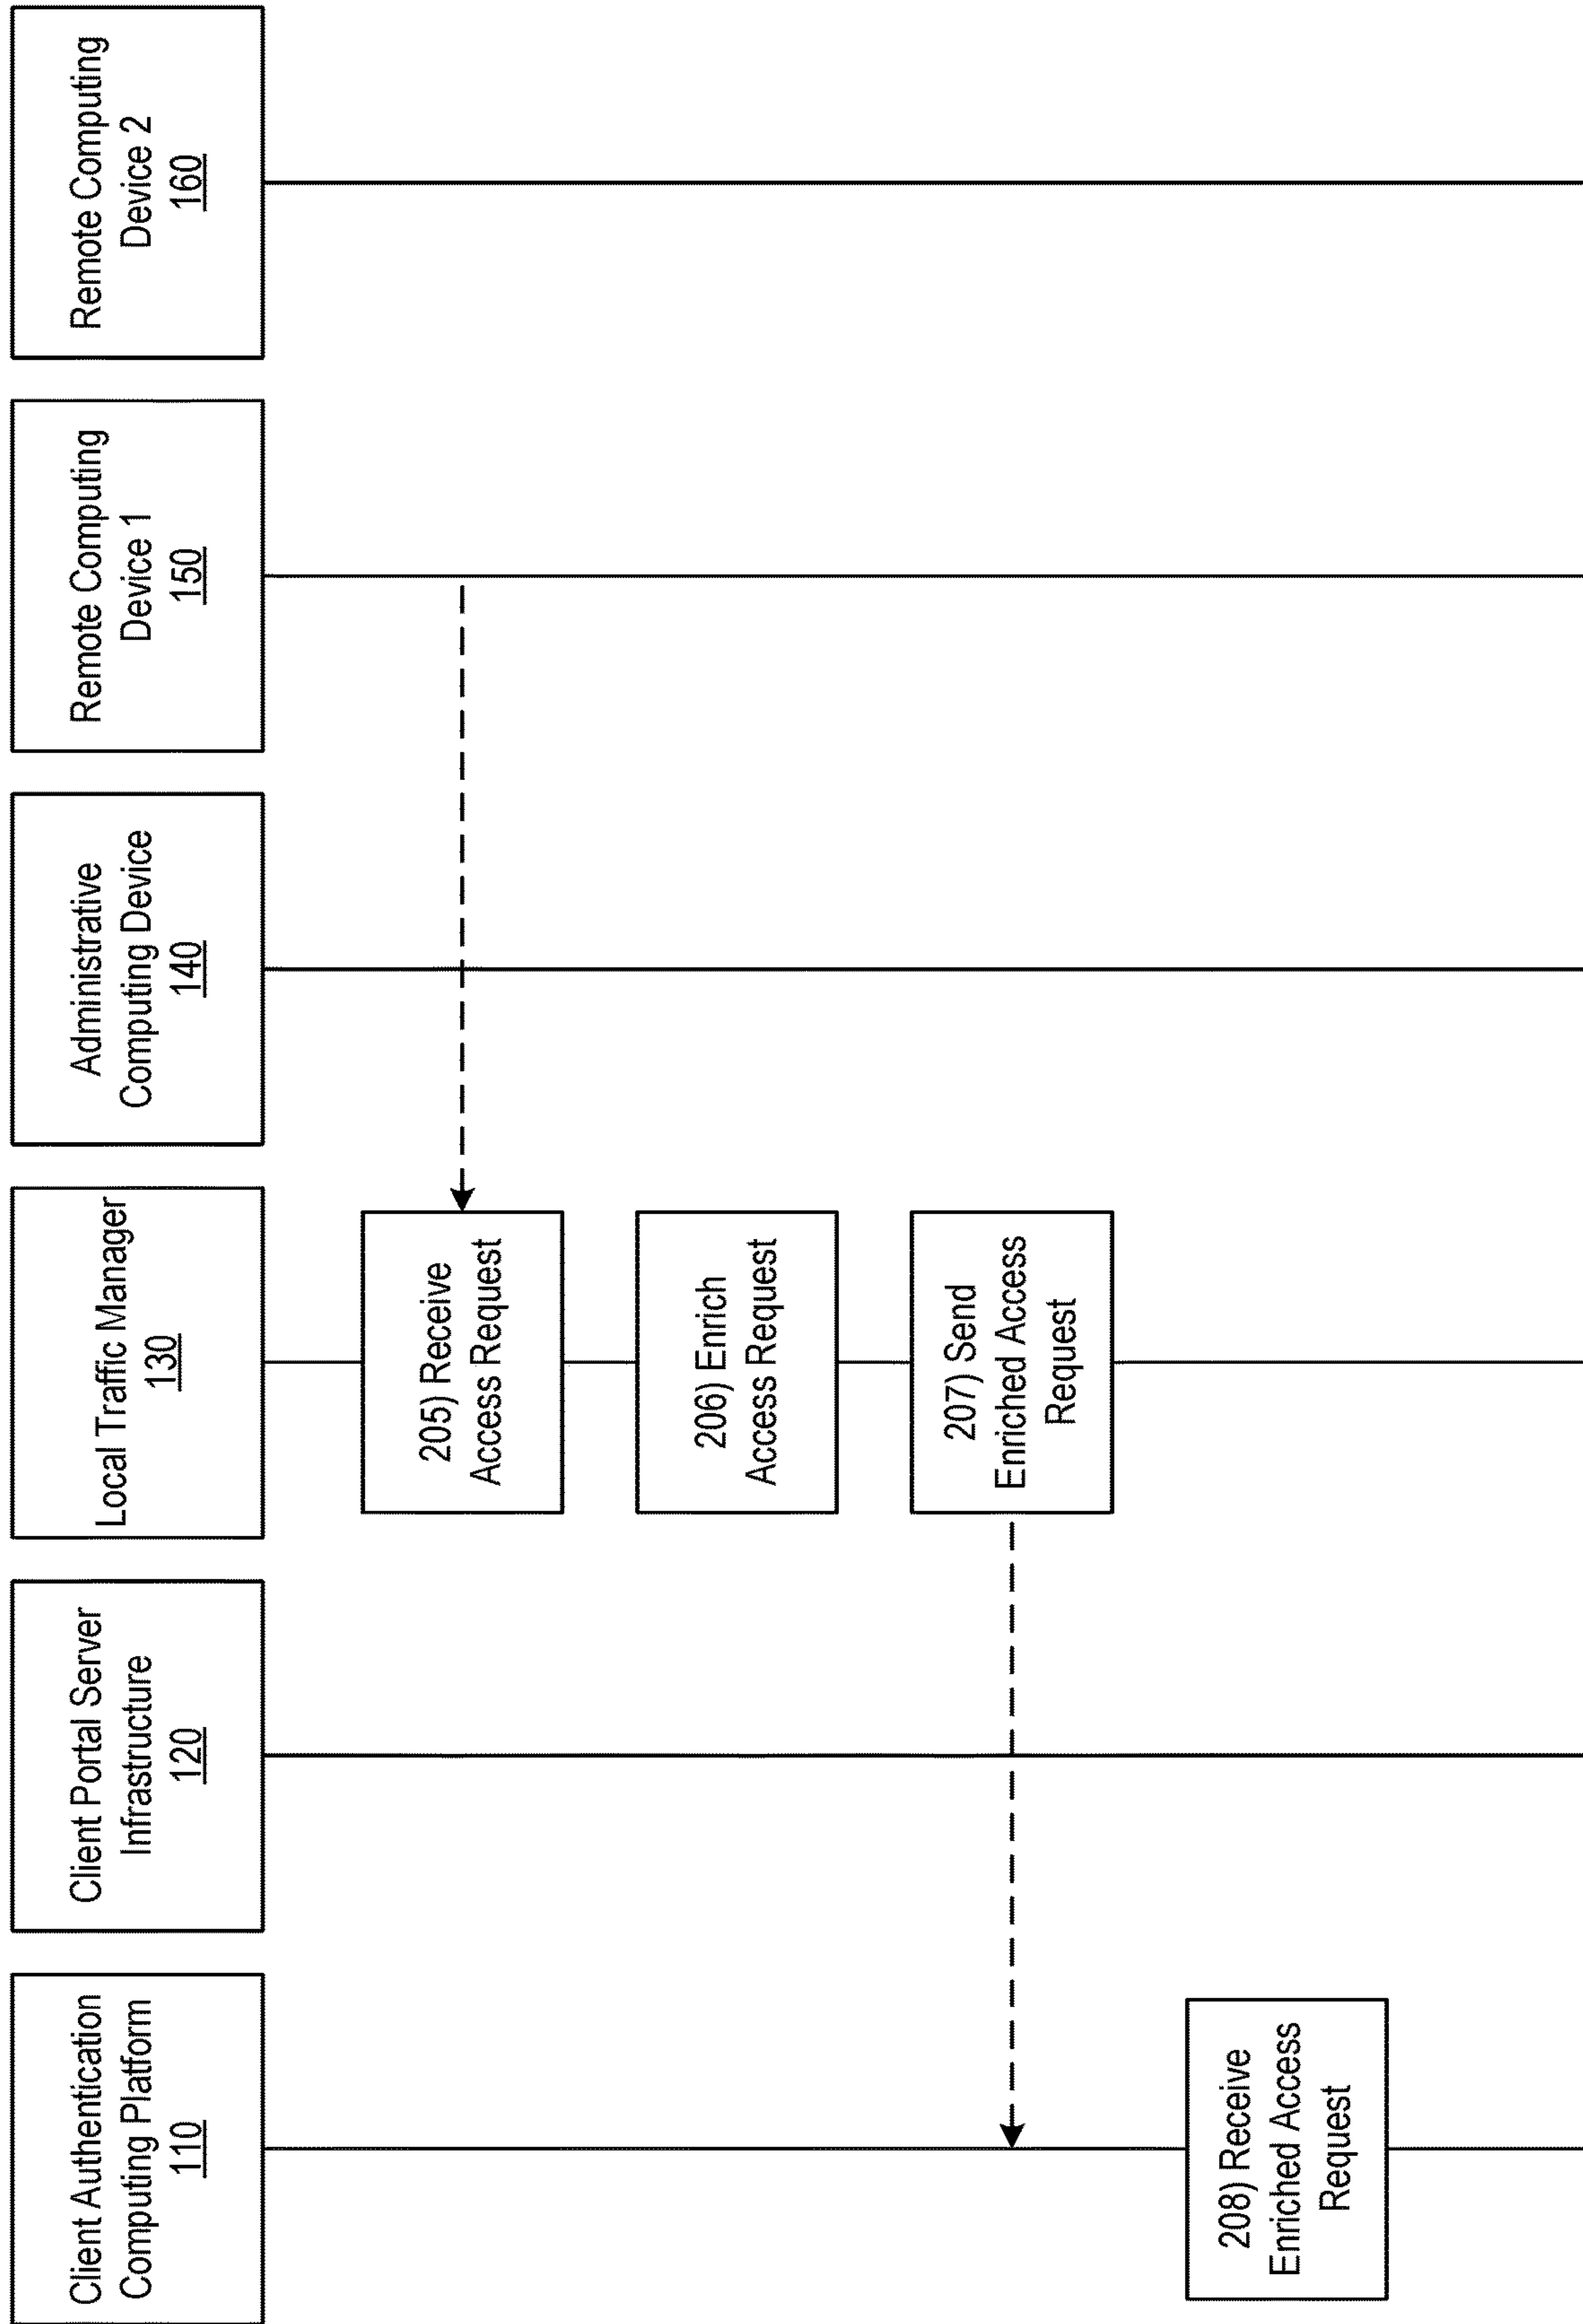 Client Authentication
Computing Platform
110
Client Portal Server
Infrastructure
120
Local Traffic Manager
130
Administrative
Computing Device
140
Remote Computing
Device 1
150
Remote Computing
Device 2
160
205) Receive
Access Request
206) Enrich
Access Request
207) Send
Enriched Access
Request
208) Receive
Enriched Access
Request